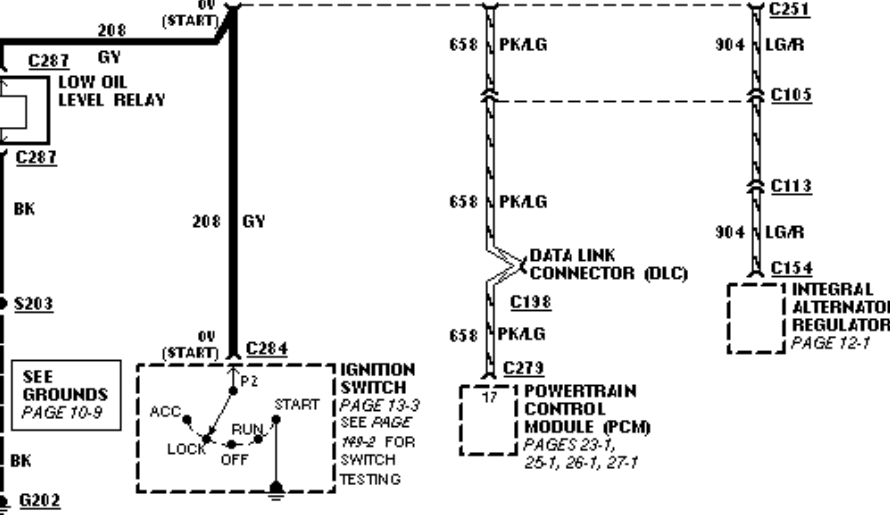 0V
(START)
C251
208
GY
658 PK/LG
904 LG/R
C287
LOW OIL
LEVEL RELAY
C105
C287
C113
BK
658 PK/LG
208 GY
904 LG/R
DATA LINK
CONNECTOR (DLC)
C154
C198
INTEGRAL
ALTERNATO
REGULATOR
PAGE 12-1
S203
0V
(START)
C284
658 PK/LG
C279
SEE
GROUNDS
PAGE 10-9
P2
ACC
START
RUN
LOCK
OFF
IGNITION
SWITCH
PAGE 13-3
SEE PAGE
149-2 FOR
SWITCH
TESTING
17
POWERTRAIN
CONTROL
MODULE (PCM)
PAGES 23-1,
25-1, 26-1, 27-1
BK
G202